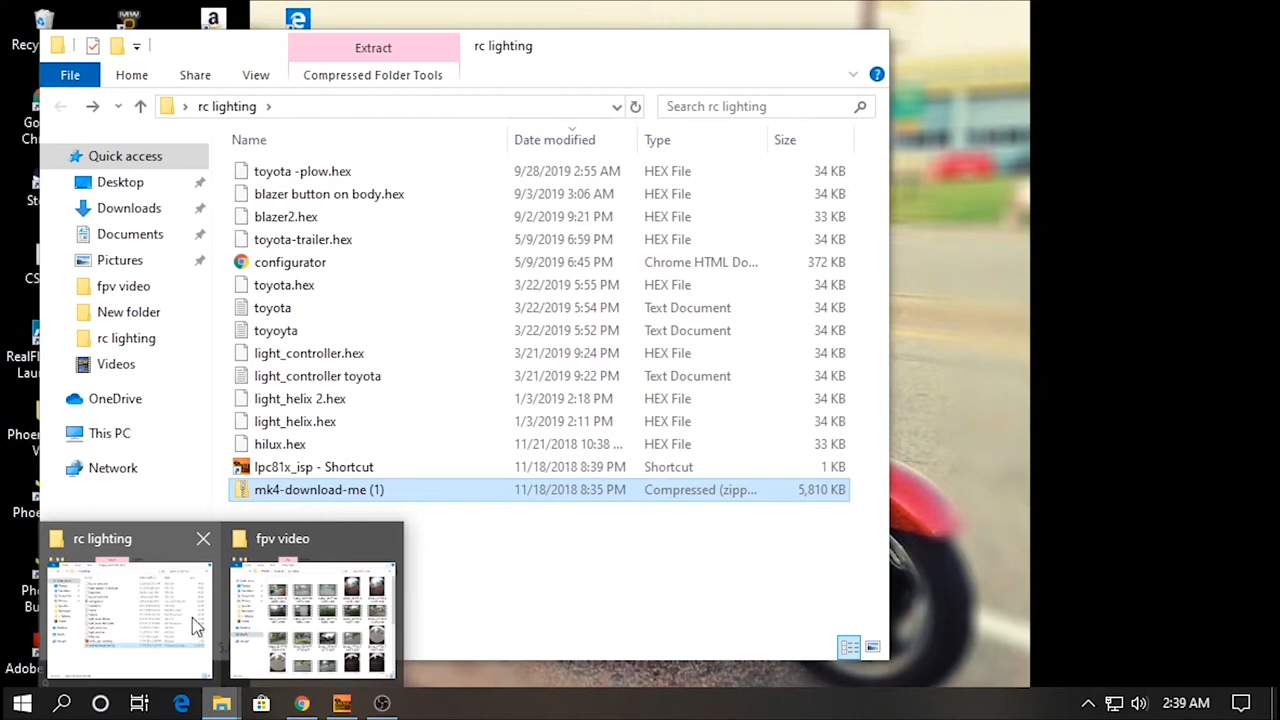 Recy
Extract
rc lighting
File
Home
Share
View
Compressed Folder Tools
rc lighting
Search rc lighting
Name
Date modified
Type
Size
Quick access
Desktop
Downloads
Documents
Pictures
fpv video
New folder
rc lighting
Videos
OneDrive
This PC
Network
toyota -plow.hex 9/28/2019 2:55 AM HEX File 34 KB
blazer button on body.hex 9/3/2019 3:06 AM HEX File 34 KB
blazer2.hex 9/2/2019 9:21 PM HEX File 33 KB
toyota-trailer.hex 5/9/2019 6:59 PM HEX File 34 KB
configurator 5/9/2019 6:45 PM Chrome HTML Do... 372 KB
toyota.hex 3/22/2019 5:55 PM HEX File 34 KB
toyota 3/22/2019 5:54 PM Text Document 34 KB
toyoyta 3/22/2019 5:52 PM Text Document 34 KB
light_controller.hex 3/21/2019 9:24 PM HEX File 34 KB
light_controller toyota 3/21/2019 9:22 PM Text Document 34 KB
light_helix 2.hex 1/3/2019 2:18 PM HEX File 34 KB
light_helix.hex 1/3/2019 2:11 PM HEX File 34 KB
hilux.hex 11/21/2018 10:38 ... HEX File 33 KB
lpc81x_isp - Shortcut 11/18/2018 8:39 PM Shortcut 1 KB
mk4-download-me (1) 11/18/2018 8:35 PM Compressed (zipp... 5,810 KB
Go
Chr
CS
RealFl
Lau
Phoe
V
Phoe
Phoe
Bu
Adobe
rc lighting
fpv video
2:39 AM